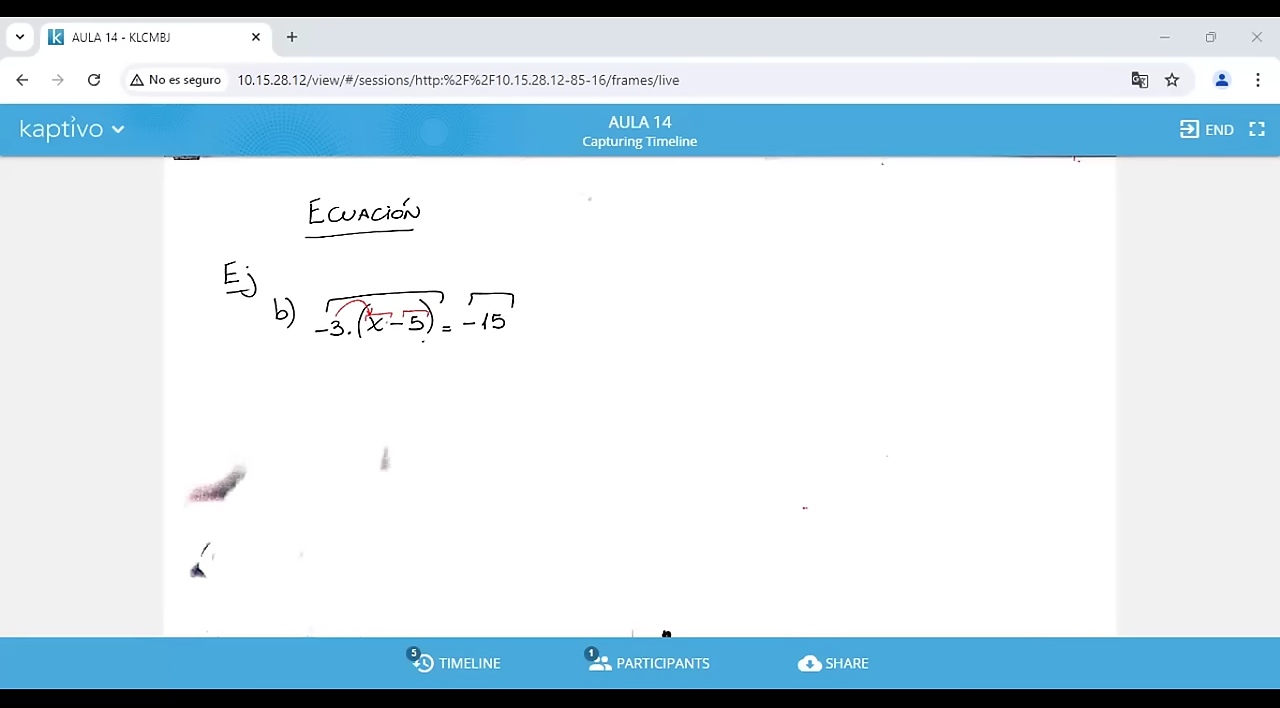 AULA 14 - KLCMBJ
No es seguro
10.15.28.12/view/#/sessions/http:%2F%2F10.15.28.12-85-16/frames/live
kaptivo
AULA 14
Capturing Timeline
END
ECUACIÓN
Ej
b) -3.(x-5) = -15
5 TIMELINE
1 PARTICIPANTS
SHARE